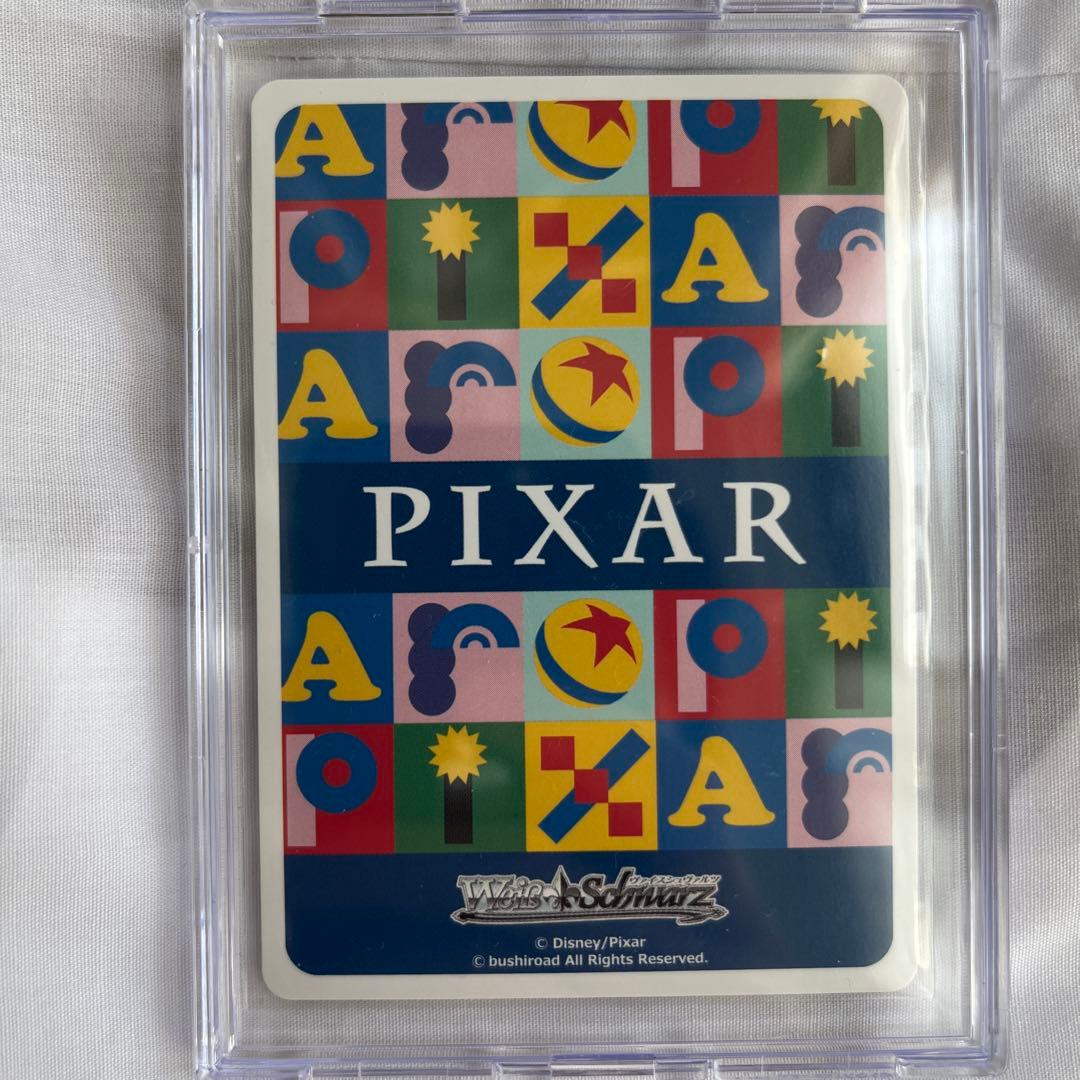 A r P i
P i X A r
A r P i
PIXAR
A r P i
P i X A r
ヴァイスシュヴァルツ
Weiß Schwarz
© Disney/Pixar
© bushiroad All Rights Reserved.